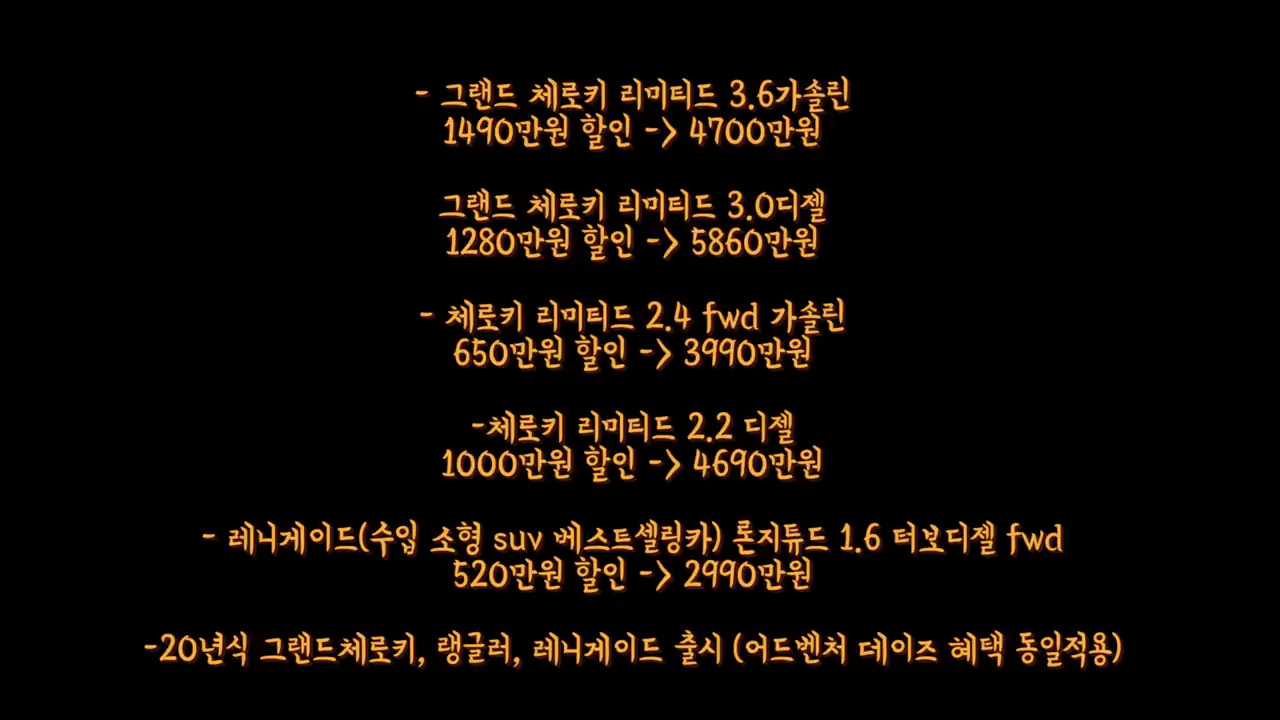 - 그랜드 체로키 리미티드 3.6가솔린
1490만원 할인 -> 4700만원
그랜드 체로키 리미티드 3.0디젤
1280만원 할인 -> 5860만원
- 체로키 리미티드 2.4 fwd 가솔린
650만원 할인 -> 3990만원
-체로키 리미티드 2.2 디젤
1000만원 할인 -> 4690만원
- 레니게이드(수입 소형 suv 베스트셀링카) 론지튜드 1.6 터보디젤 fwd
520만원 할인 -> 2990만원
-20년식 그랜드체로키, 랭글러, 레니게이드 출시 (어드벤처 데이즈 혜택 동일적용)